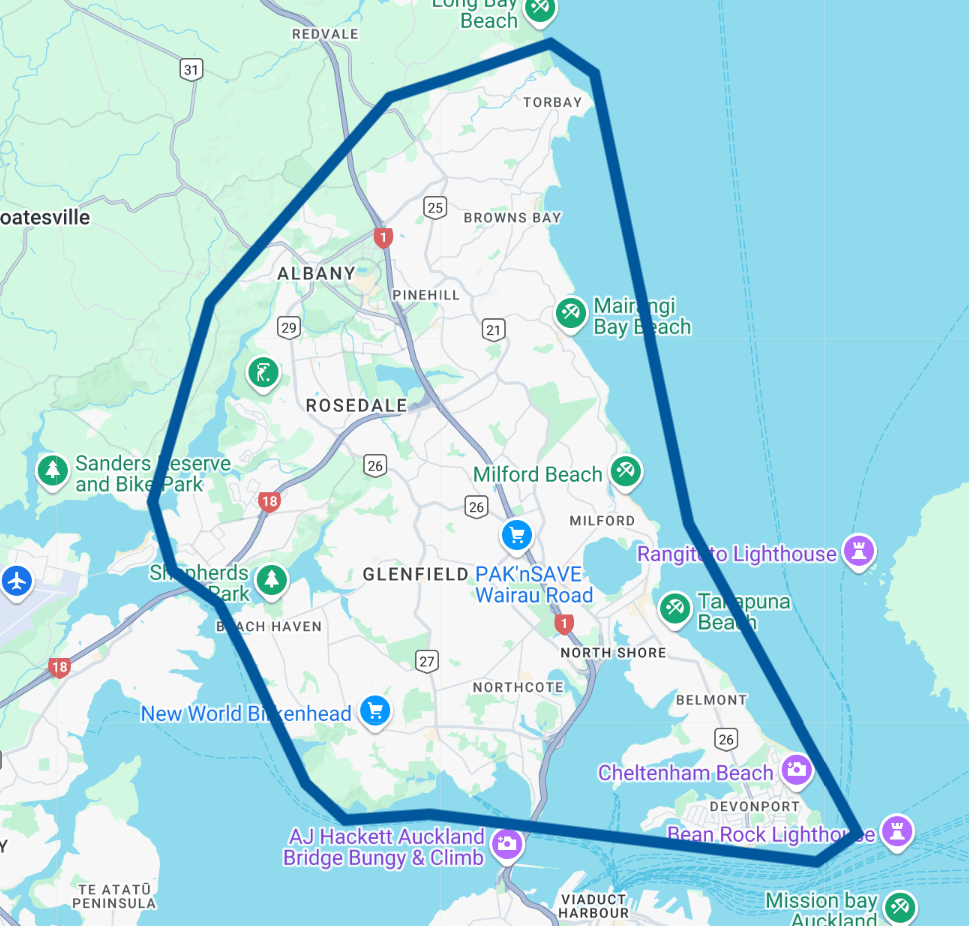 Long Bay
Beach
REDVALE
31
TORBAY
oatesville
25
BROWNS BAY
1
ALBANY
PINEHILL
Mairangi
Bay Beach
29
21
ROSEDALE
Sanders Reserve
and Bike Park
26
Milford Beach
18
26
MILFORD
Rangitoto Lighthouse
Shepherds
Park
GLENFIELD
PAK'nSAVE
Wairau Road
Takapuna
Beach
BEACH HAVEN
1
NORTH SHORE
18
27
NORTHCOTE
BELMONT
New World Birkenhead
26
Cheltenham Beach
DEVONPORT
Bean Rock Lighthouse
AJ Hackett Auckland
Bridge Bungy & Climb
Y
TE ATATŪ
PENINSULA
VIADUCT
HARBOUR
Mission bay
Auckland